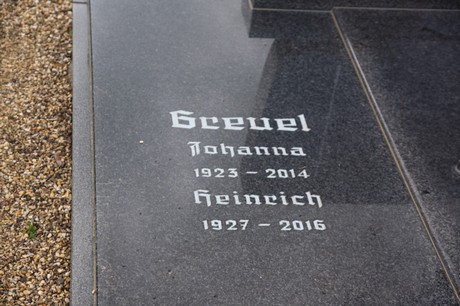 Greuel
Johanna
1923 – 2014
Heinrich
1927 – 2016